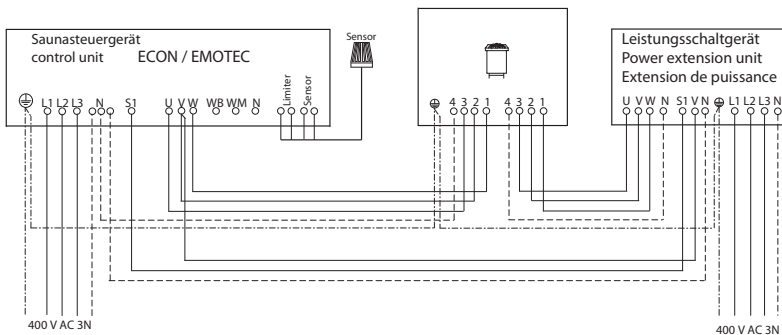 Saunasteuergerät
control unit ECON / EMOTEC
L1 L2 L3 N S1 U V W WB WM N Limiter Sensor
400 V AC 3N
Sensor
4 3 2 1 4 3 2 1
Leistungsschaltgerät
Power extension unit
Extension de puissance
U V W N S1 V N L1 L2 L3 N
400 V AC 3N